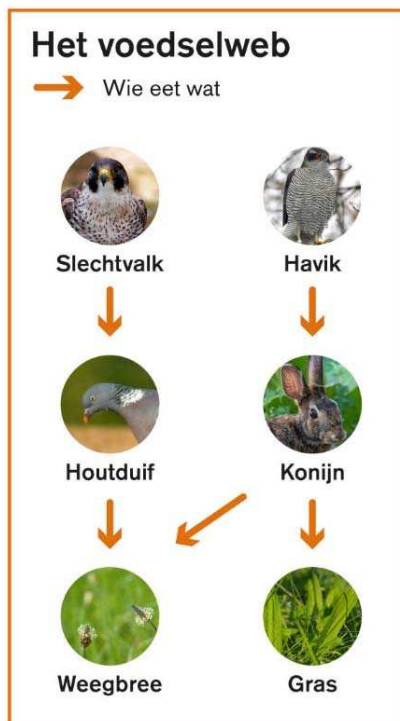 Het voedselweb
Wie eet wat
Slechtvalk
Havik
Houtduif
Konijn
Weegbree
Gras